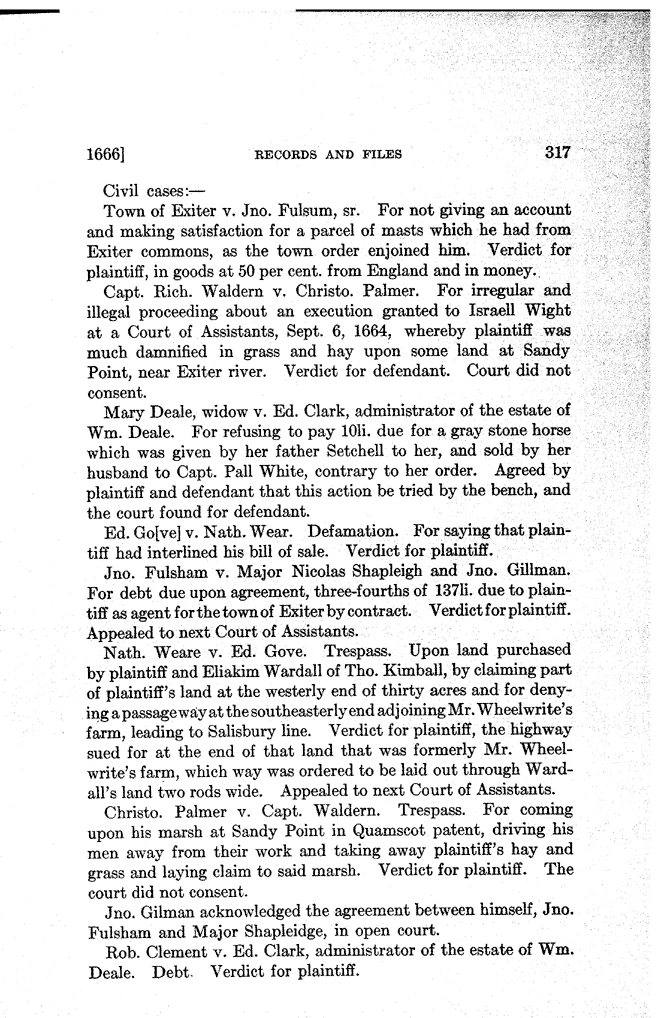 1666] RECORDS AND FILES 317
Civil cases:—
Town of Exiter v. Jno. Fulsum, sr. For not giving an account
and making satisfaction for a parcel of masts which he had from
Exiter commons, as the town order enjoined him. Verdict for
plaintiff, in goods at 50 per cent. from England and in money.
Capt. Rich. Waldern v. Christo. Palmer. For irregular and
illegal proceeding about an execution granted to Israell Wight
at a Court of Assistants, Sept. 6, 1664, whereby plaintiff was
much damnified in grass and hay upon some land at Sandy
Point, near Exiter river. Verdict for defendant. Court did not
consent.
Mary Deale, widow v. Ed. Clark, administrator of the estate of
Wm. Deale. For refusing to pay 10li. due for a gray stone horse
which was given by her father Setchell to her, and sold by her
husband to Capt. Pall White, contrary to her order. Agreed by
plaintiff and defendant that this action be tried by the bench, and
the court found for defendant.
Ed. Go[ve] v. Nath. Wear. Defamation. For saying that plain-
tiff had interlined his bill of sale. Verdict for plaintiff.
Jno. Fulsham v. Major Nicolas Shapleigh and Jno. Gillman.
For debt due upon agreement, three-fourths of 137li. due to plain-
tiff as agent for the town of Exiter by contract. Verdict for plaintiff.
Appealed to next Court of Assistants.
Nath. Weare v. Ed. Gove. Trespass. Upon land purchased
by plaintiff and Eliakim Wardall of Tho. Kimball, by claiming part
of plaintiff's land at the westerly end of thirty acres and for deny-
ing a passageway at the southeasterly end adjoining Mr. Wheelwrite's
farm, leading to Salisbury line. Verdict for plaintiff, the highway
sued for at the end of that land that was formerly Mr. Wheel-
write's farm, which way was ordered to be laid out through Ward-
all's land two rods wide. Appealed to next Court of Assistants.
Christo. Palmer v. Capt. Waldern. Trespass. For coming
upon his marsh at Sandy Point in Quamscot patent, driving his
men away from their work and taking away plaintiff's hay and
grass and laying claim to said marsh. Verdict for plaintiff. The
court did not consent.
Jno. Gilman acknowledged the agreement between himself, Jno.
Fulsham and Major Shapleidge, in open court.
Rob. Clement v. Ed. Clark, administrator of the estate of Wm.
Deale. Debt. Verdict for plaintiff.